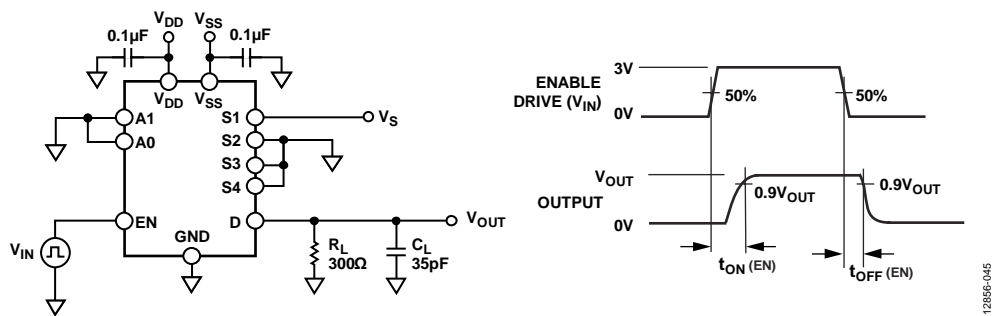 V_DD V_SS
0.1µF 0.1µF
V_DD V_SS
A1
A0
S1 V_S
S2
S3
S4
EN D V_OUT
GND
V_IN
R_L
300Ω
C_L
35pF
3V
ENABLE
DRIVE (V_IN)
50% 50%
0V
V_OUT
0.9V_OUT 0.9V_OUT
OUTPUT
0V
t_ON (EN) t_OFF (EN)
12856-045